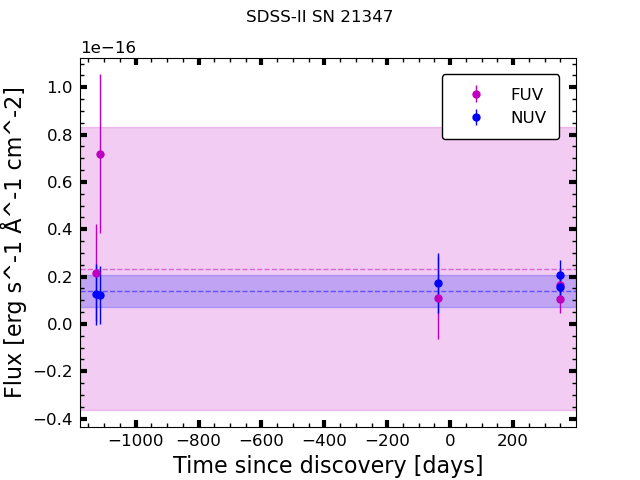 SDSS-II SN 21347
1e−16
FUV
NUV
1.0
0.8
0.6
0.4
0.2
0.0
−0.2
−0.4
Flux [erg s^-1 Å^-1 cm^-2]
−1000 −800 −600 −400 −200 0 200
Time since discovery [days]